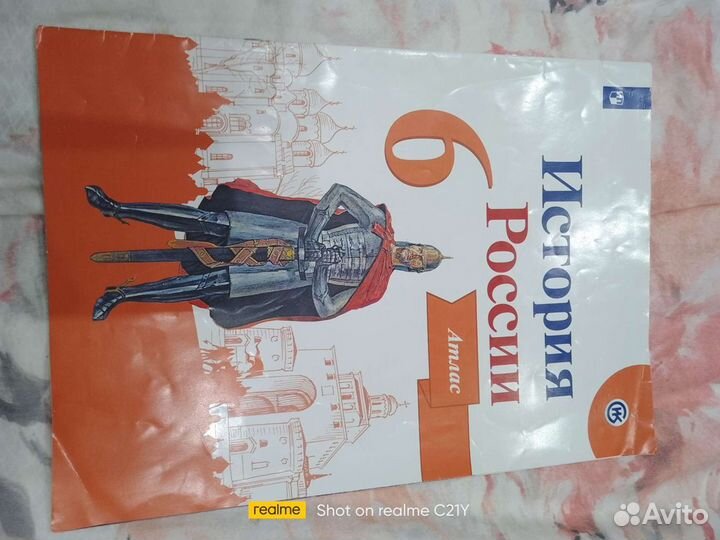 История
России
6
Атлас
realme Shot on realme C21Y
Avito